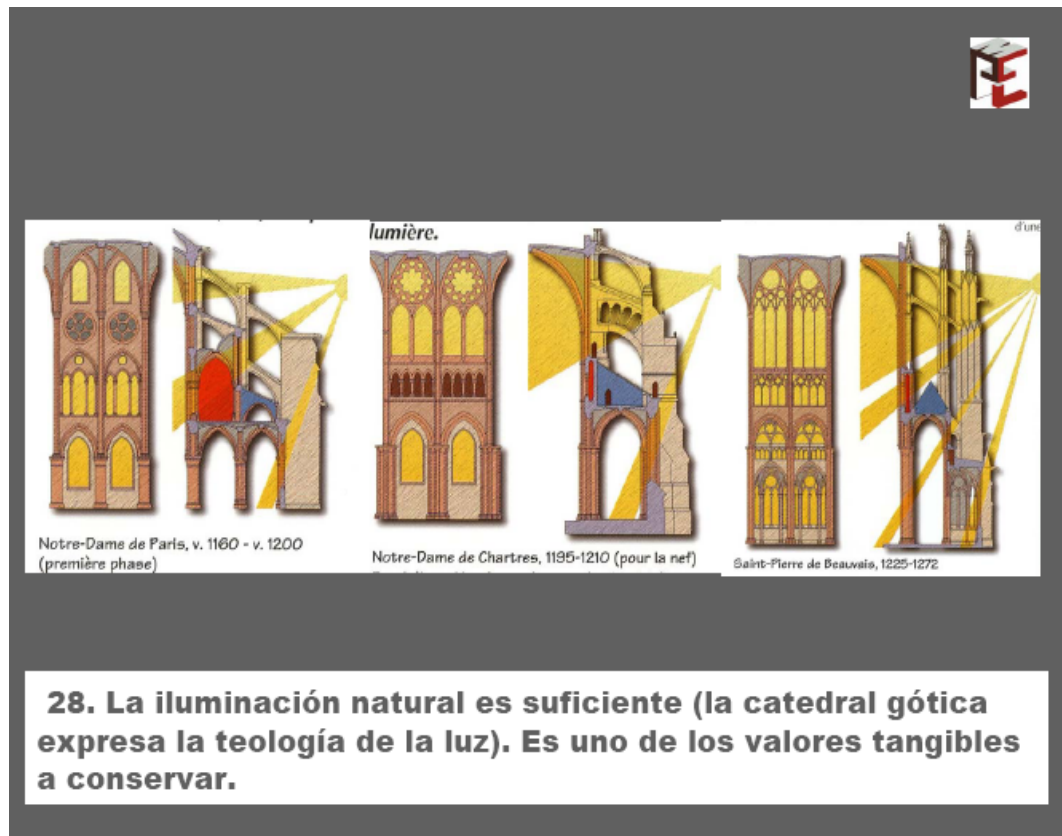 lumière.
d'une
Notre-Dame de Paris, v. 1160 - v. 1200
(première phase)
Notre-Dame de Chartres, 1195-1210 (pour la nef)
Saint-Pierre de Beauvais, 1225-1272
28. La iluminación natural es suficiente (la catedral gótica
expresa la teología de la luz). Es uno de los valores tangibles
a conservar.